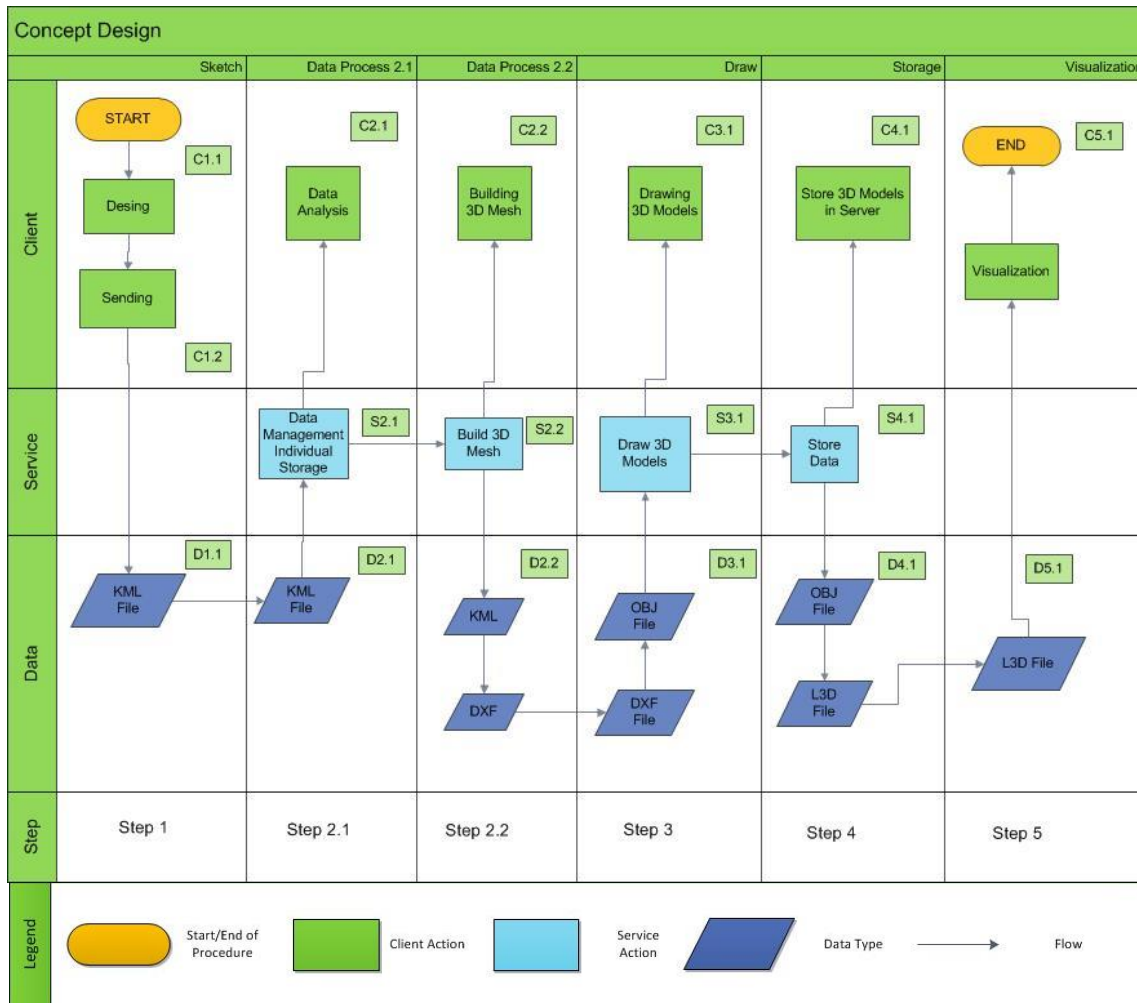 Concept Design
Sketch
Data Process 2.1
Data Process 2.2
Draw
Storage
Visualization
Client
START
C1.1
Desing
Sending
C1.2
C2.1
Data
Analysis
C2.2
Building
3D Mesh
C3.1
Drawing
3D Models
C4.1
Store 3D Models
in Server
END
C5.1
Visualization
Service
Data
Management
Individual
Storage
S2.1
Build 3D
Mesh
S2.2
Draw 3D
Models
S3.1
Store
Data
S4.1
Data
D1.1
KML
File
D2.1
KML
File
D2.2
KML
DXF
D3.1
OBJ
File
DXF
File
D4.1
OBJ
File
L3D
File
D5.1
L3D File
Step
Step 1
Step 2.1
Step 2.2
Step 3
Step 4
Step 5
Legend
Start/End of
Procedure
Client Action
Service
Action
Data Type
Flow